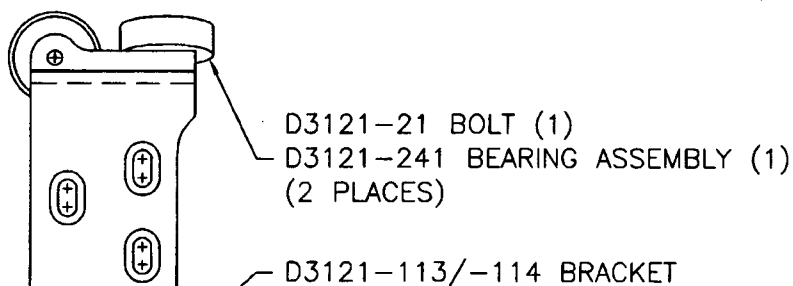 D3121-21 BOLT (1)
D3121-241 BEARING ASSEMBLY (1)
(2 PLACES)
D3121-113/-114 BRACKET